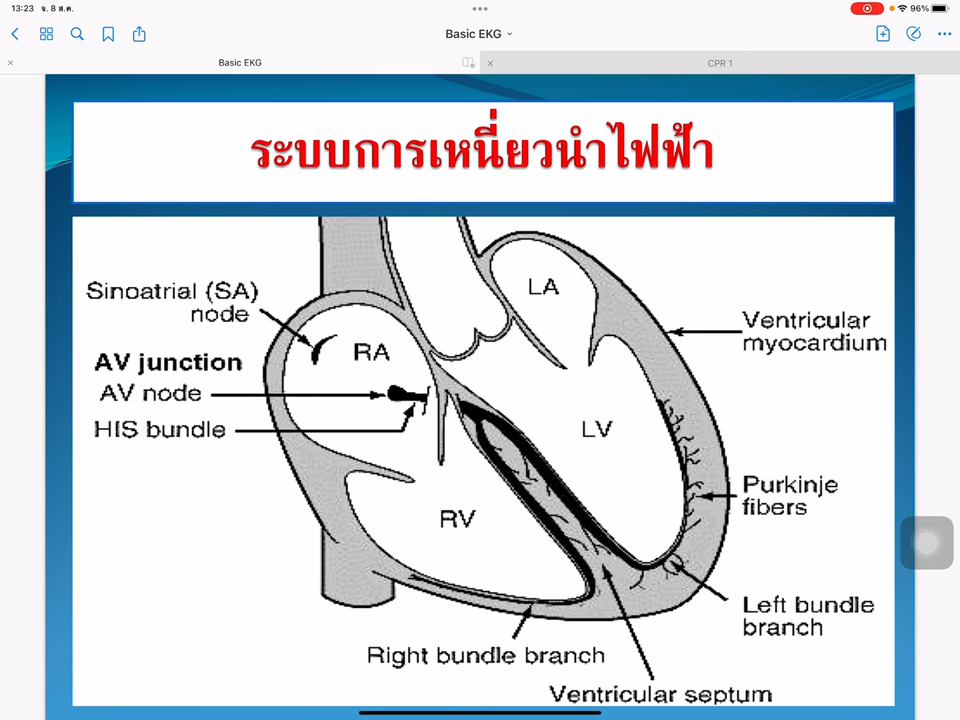 13:23 จ. 8 ส.ค.
96%
Basic EKG
Basic EKG
CPR 1
ระบบการเหนี่ยวนำไฟฟ้า
Sinoatrial (SA)
node
AV junction
AV node
HIS bundle
RA
LA
LV
RV
Ventricular
myocardium
Purkinje
fibers
Left bundle
branch
Right bundle branch
Ventricular septum